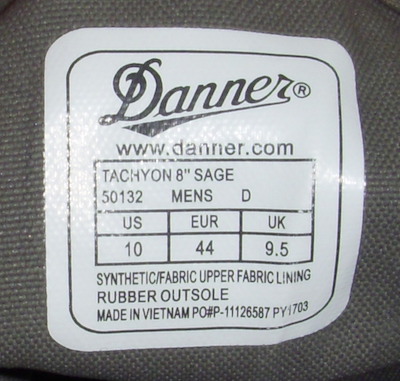 Danner®
www.danner.com
TACHYON 8" SAGE
50132 MENS D
US EUR UK
10 44 9.5
SYNTHETIC/FABRIC UPPER FABRIC LINING
RUBBER OUTSOLE
MADE IN VIETNAM PO#P-11126587